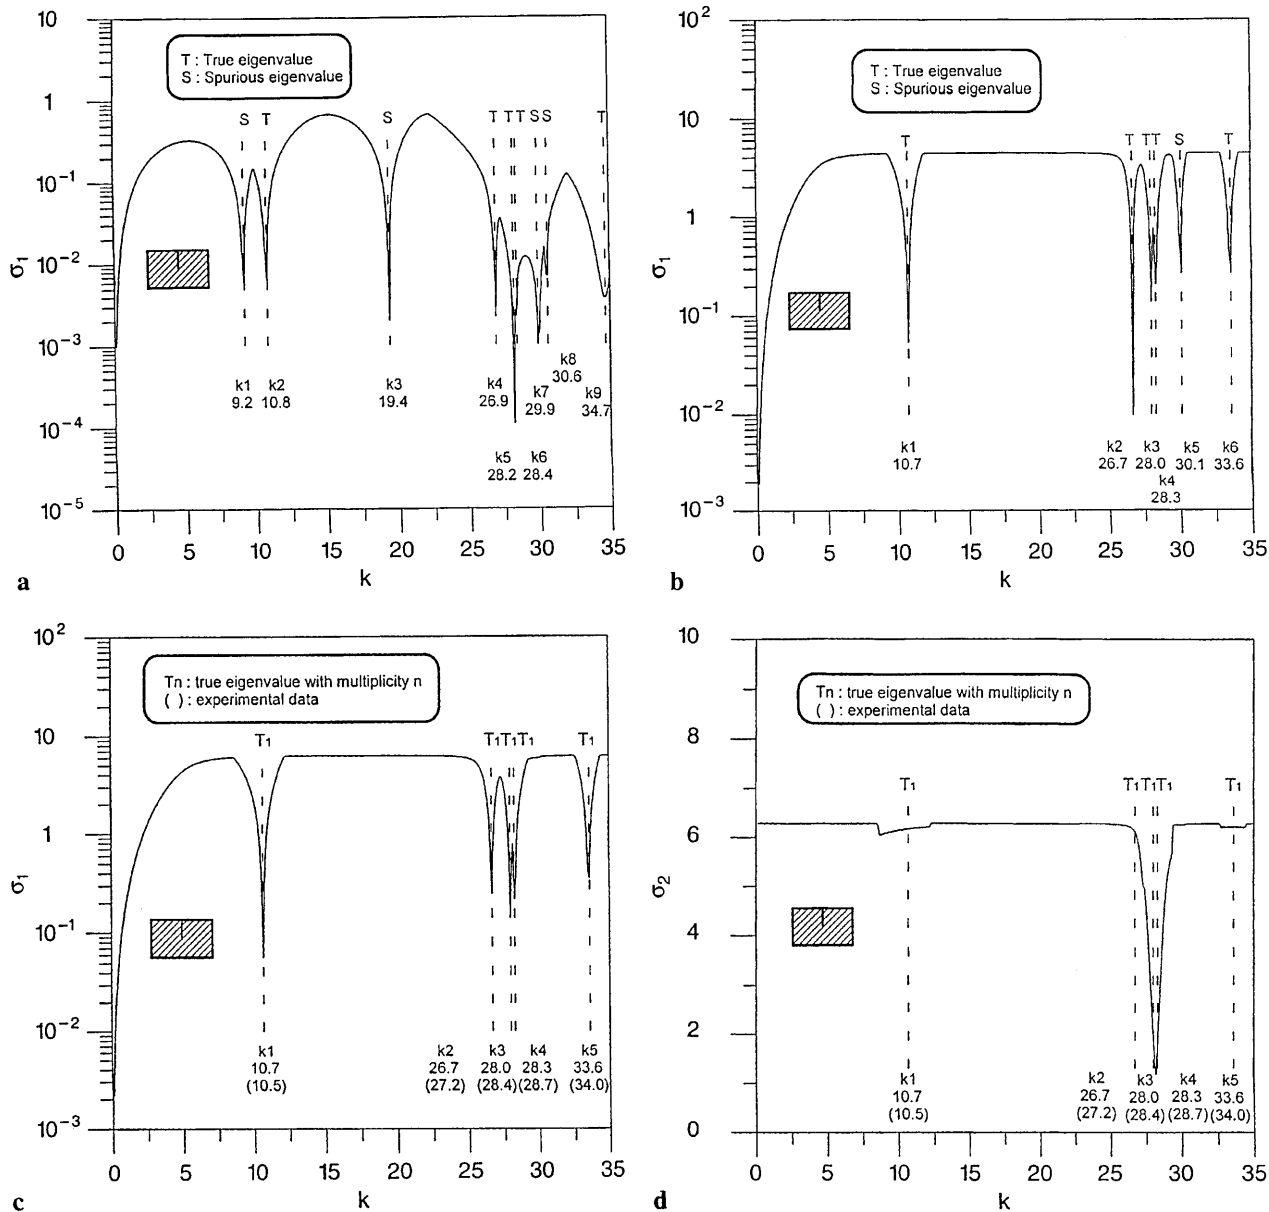 10
1
10⁻¹
10⁻²
10⁻³
10⁻⁴
10⁻⁵
σ₁
T : True eigenvalue
S : Spurious eigenvalue
S T S T T T S S T
k1
9.2
k2
10.8
k3
19.4
k4
26.9
k5
28.2
k6
28.4
k7
29.9
k8
30.6
k9
34.7
0 5 10 15 20 25 30 35
k
a
10²
10
1
10⁻¹
10⁻²
10⁻³
σ₁
T : True eigenvalue
S : Spurious eigenvalue
T T T T S T
k1
10.7
k2
26.7
k3
28.0
k4
28.3
k5
30.1
k6
33.6
0 5 10 15 20 25 30 35
k
b
10²
10
1
10⁻¹
10⁻²
10⁻³
σ₁
Tn : true eigenvalue with multiplicity n
( ) : experimental data
T₁ T₁ T₁ T₁ T₁
k1
10.7
(10.5)
k2
26.7
(27.2)
k3
28.0
(28.4)
k4
28.3
(28.7)
k5
33.6
(34.0)
0 5 10 15 20 25 30 35
k
c
10
8
6
4
2
0
σ₂
Tn : true eigenvalue with multiplicity n
( ) : experimental data
T₁ T₁ T₁ T₁ T₁
k1
10.7
(10.5)
k2
26.7
(27.2)
k3
28.0
(28.4)
k4
28.3
(28.7)
k5
33.6
(34.0)
0 5 10 15 20 25 30 35
k
d